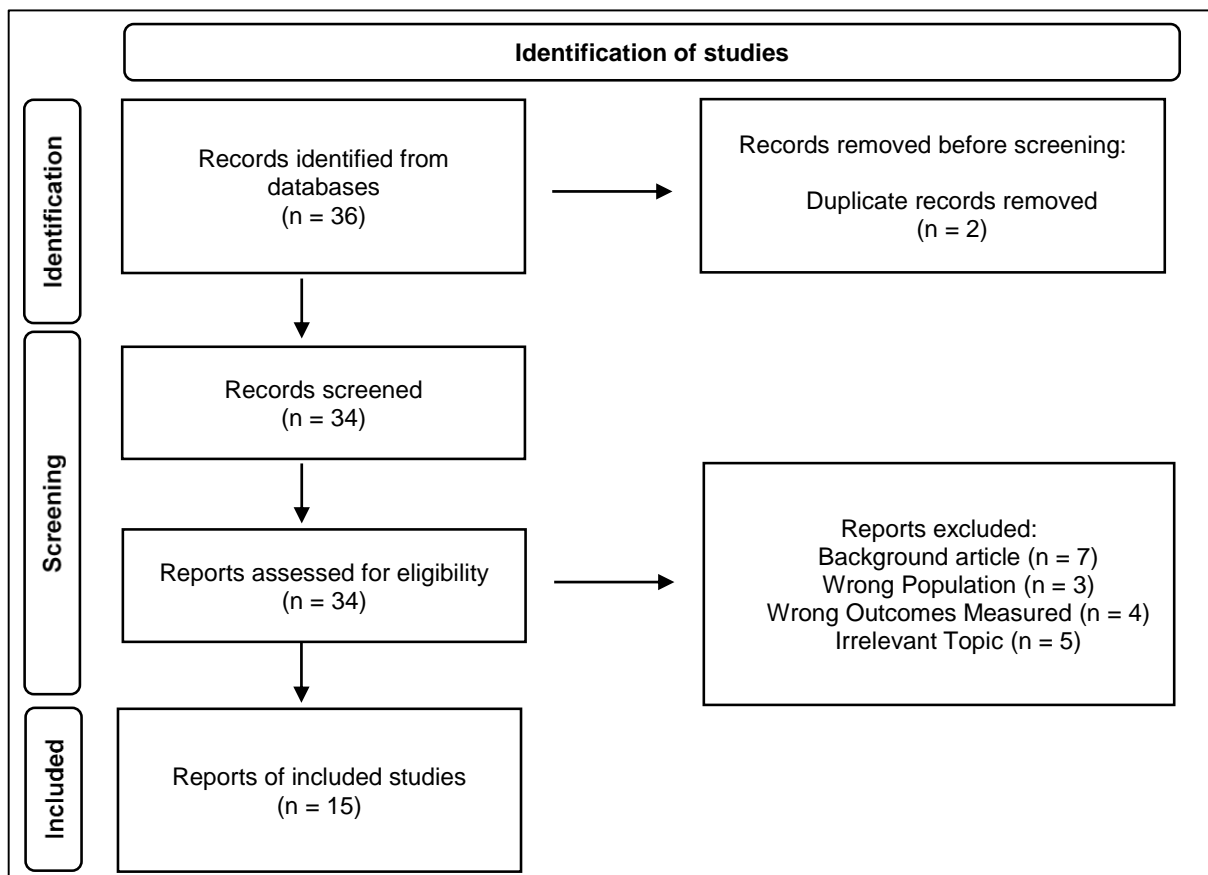 Identification of studies
Identification
Records identified from
databases
(n = 36)
Records removed before screening:
Duplicate records removed
(n = 2)
Screening
Records screened
(n = 34)
Reports assessed for eligibility
(n = 34)
Reports excluded:
Background article (n = 7)
Wrong Population (n = 3)
Wrong Outcomes Measured (n = 4)
Irrelevant Topic (n = 5)
Included
Reports of included studies
(n = 15)